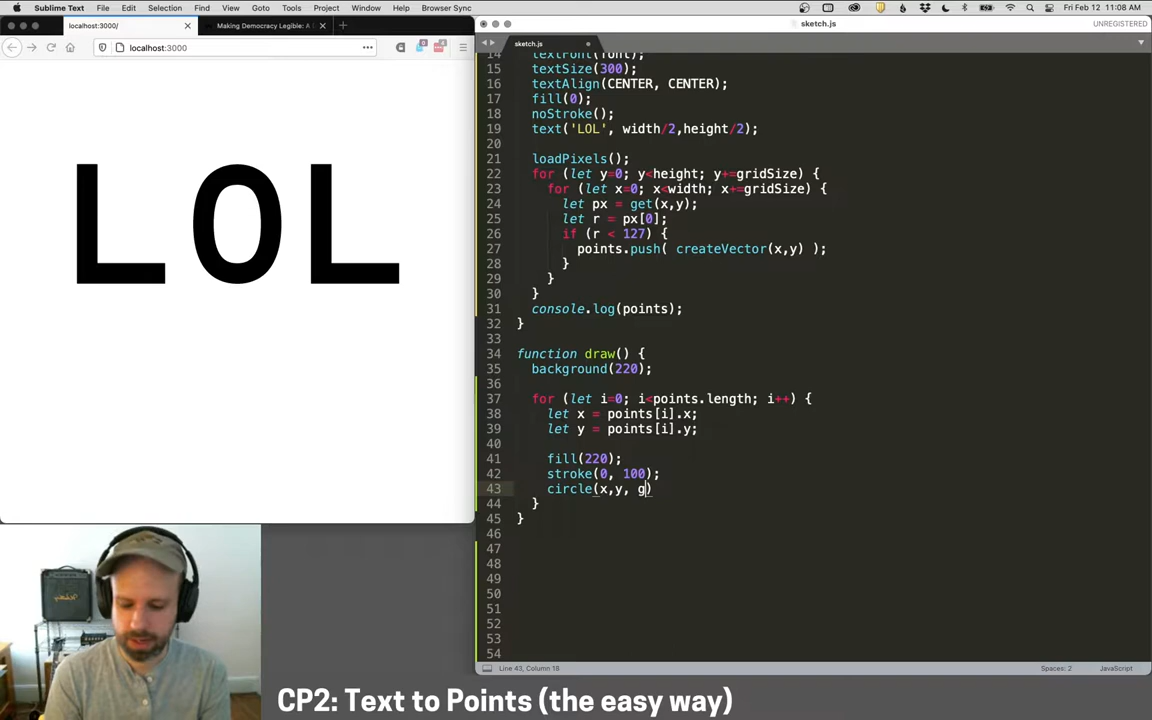 Sublime Text File Edit Selection Find View Goto Tools Project Window Help Browser Sync
Fri Feb 12 11:08 AM
localhost:3000/
Making Democracy Legible: A
localhost:3000
LOL
sketch.js
UNREGISTERED
sketch.js
14 textFont(font);
15 textSize(300);
16 textAlign(CENTER, CENTER);
17 fill(0);
18 noStroke();
19 text('LOL', width/2,height/2);
20
21 loadPixels();
22 for (let y=0; y<height; y+=gridSize) {
23 for (let x=0; x<width; x+=gridSize) {
24 let px = get(x,y);
25 let r = px[0];
26 if (r < 127) {
27 points.push( createVector(x,y) );
28 }
29 }
30 }
31 console.log(points);
32 }
33
34 function draw() {
35 background(220);
36
37 for (let i=0; i<points.length; i++) {
38 let x = points[i].x;
39 let y = points[i].y;
40
41 fill(220);
42 stroke(0, 100);
43 circle(x,y, g)
44 }
45 }
46
47
48
49
50
51
52
53
54
Line 43, Column 18
Spaces: 2
JavaScript
CP2: Text to Points (the easy way)